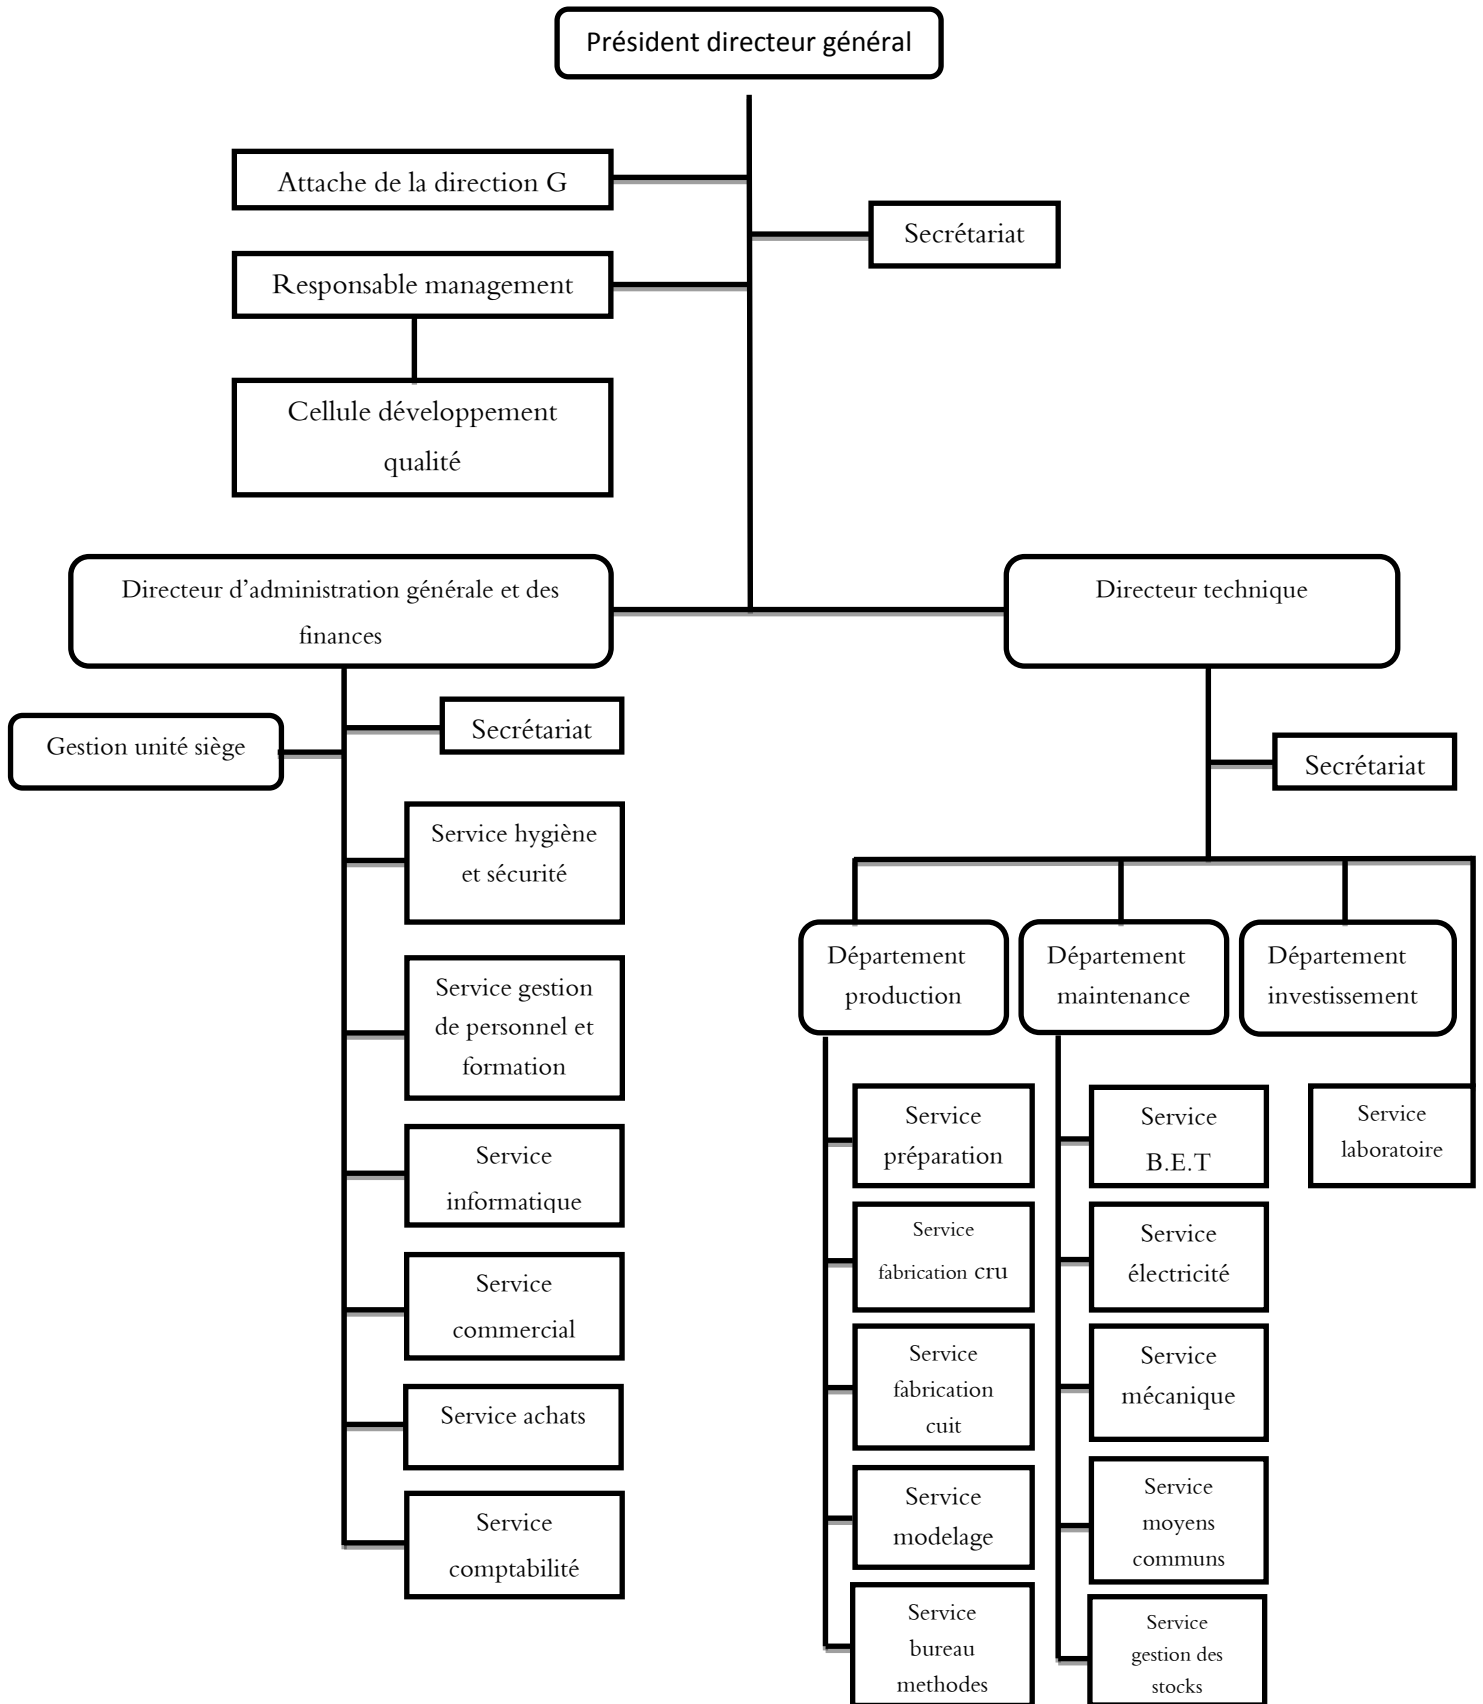 Président directeur général
Attache de la direction G
Secrétariat
Responsable management
Cellule développement
qualité
Directeur d’administration générale et des
finances
Directeur technique
Secrétariat
Gestion unité siège
Secrétariat
Service hygiène
et sécurité
Service gestion
de personnel et
formation
Service
informatique
Service
commercial
Service achats
Service
comptabilité
Département
production
Département
maintenance
Département
investissement
Service
préparation
Service
fabrication cru
Service
fabrication
cuit
Service
modelage
Service
bureau
methodes
Service
B.E.T
Service
électricité
Service
mécanique
Service
moyens
communs
Service
gestion des
stocks
Service
laboratoire